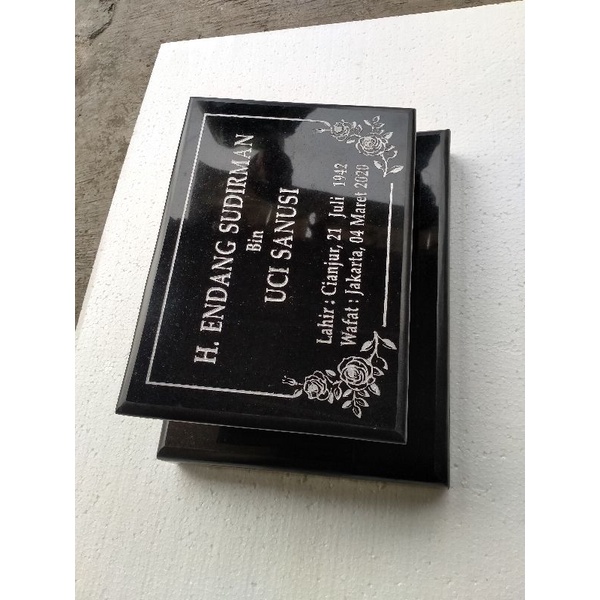 H. ENDANG SUDIRMAN
Bin
UCI SANUSI
Lahir : Cianjur, 21 Juli 1942
Wafat : Jakarta, 04 Maret 2020